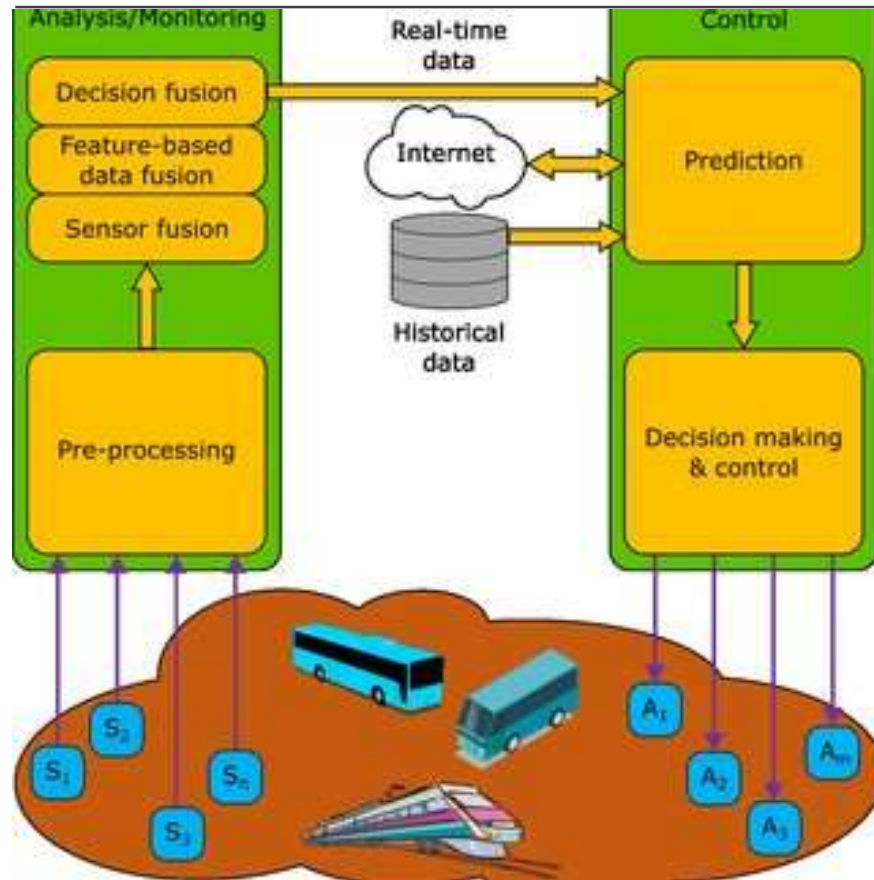 Analysis/Monitoring
Decision fusion
Feature-based
data fusion
Sensor fusion
Pre-processing
Real-time
data
Internet
Historical
data
Control
Prediction
Decision making
& control
S₁
S₂
S₃
Sₙ
A₁
A₂
A₃
Aₘ